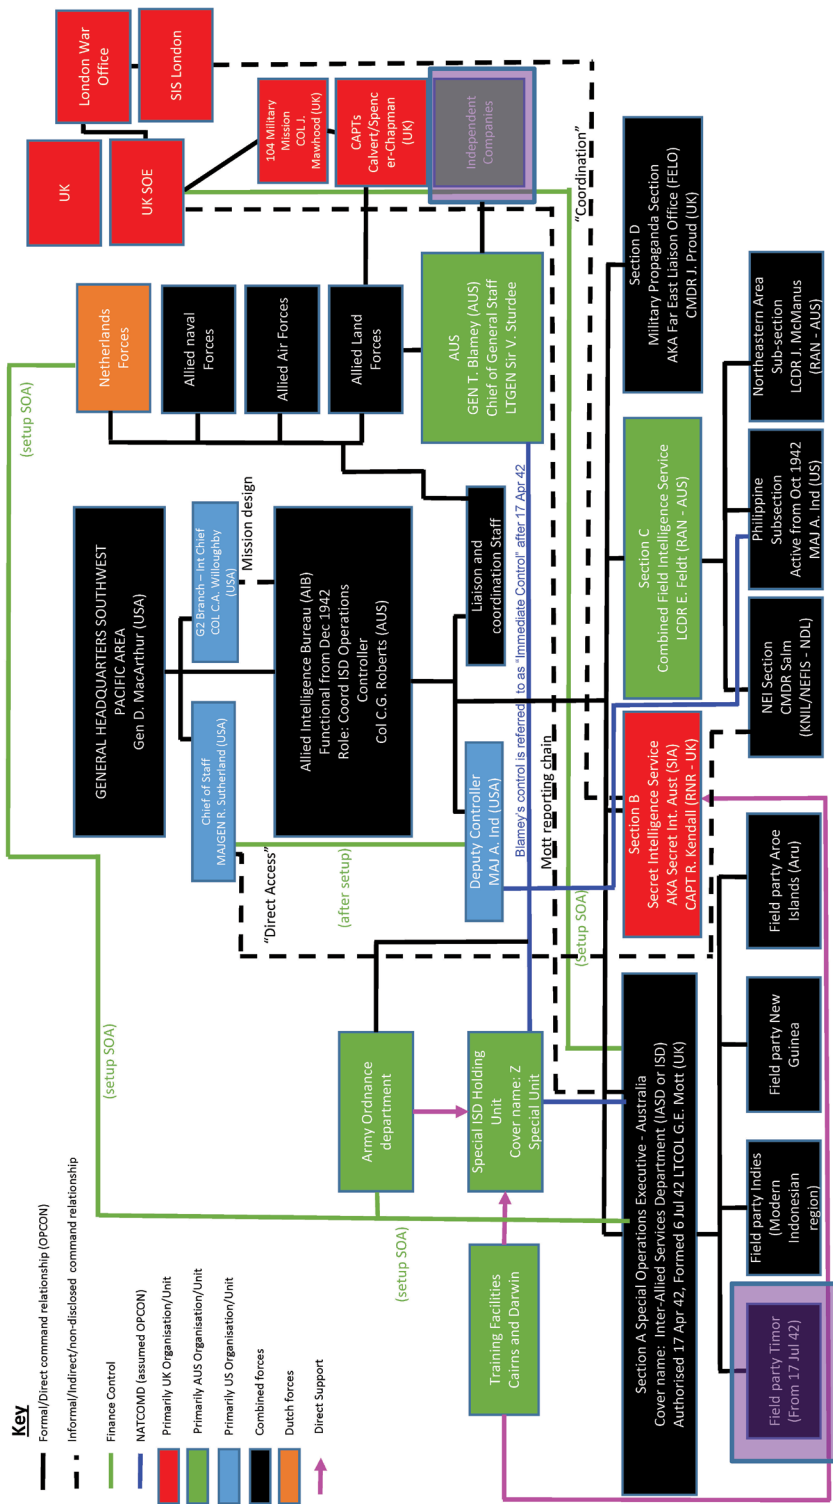 Key
Formal/Direct command relationship (OPCON)
Informal/Indirect/non-disclosed command relationship
Finance Control
NATCOMD (assumed OPCON)
Primarily UK Organisation/Unit
Primarily AUS Organisation/Unit
Primarily US Organisation/Unit
Combined forces
Dutch forces
Direct Support
GENERAL HEADQUARTERS SOUTHWEST
PACIFIC AREA
Gen D. MacArthur (USA)
Chief of Staff
MAJGEN R. Sutherland (USA)
G2 Branch – Int Chief
COL C.A. Willoughby
(USA)
Mission design
"Direct Access"
Allied Intelligence Bureau (AIB)
Functional from Dec 1942
Role: Coord ISD Operations
Controller
Col C.G. Roberts (AUS)
(after setup)
Deputy Controller
MAJ A. Ind (USA)
Liaison and
coordination Staff
(setup SOA)
(setup SOA)
(setup SOA)
(setup SOA)
Netherlands
Forces
Allied naval
Forces
Allied Air Forces
Allied Land
Forces
UK
UK SOE
London War
Office
SIS London
104 Military
Mission
COL J.
Mawhood (UK)
CAPTs
Calvert/Spenc
er-Chapman
(UK)
AUS
GEN T. Blamey (AUS)
Chief of General Staff
LTGEN Sir V. Sturdee
Independent
Companies
Army Ordnance
department
Training Facilities
Cairns and Darwin
Special ISD Holding
Unit
Cover name: Z
Special Unit
Blamey's control is referred to as "Immediate Control" after 17 Apr 42
Mott reporting chain
"Coordination"
Section A Special Operations Executive - Australia
Cover name: Inter-Allied Services Department (IASD or ISD)
Authorised 17 Apr 42, Formed 6 Jul 42 LTCOL G.E. Mott (UK)
Section B
Secret Intelligence Service
AKA Secret Int. Aust (SIA)
CAPT R. Kendall (RNR - UK)
Section C
Combined Field Intelligence Service
LCDR E. Feldt (RAN - AUS)
Section D
Military Propaganda Section
AKA Far East Liaison Office (FELO)
CMDR J. Proud (UK)
Field party Timor
(From 17 Jul 42)
Field party Indies
(Modern
Indonesian
region)
Field party New
Guinea
Field party Aroe
Islands (Aru)
NEI Section
CMDR Salm
(KNIL/NEFIS - NDL)
Philippine
Subsection
Active from Oct 1942
MAJ A. Ind (US)
Northeastern Area
Sub-section
LCDR J. McManus
(RAN - AUS)